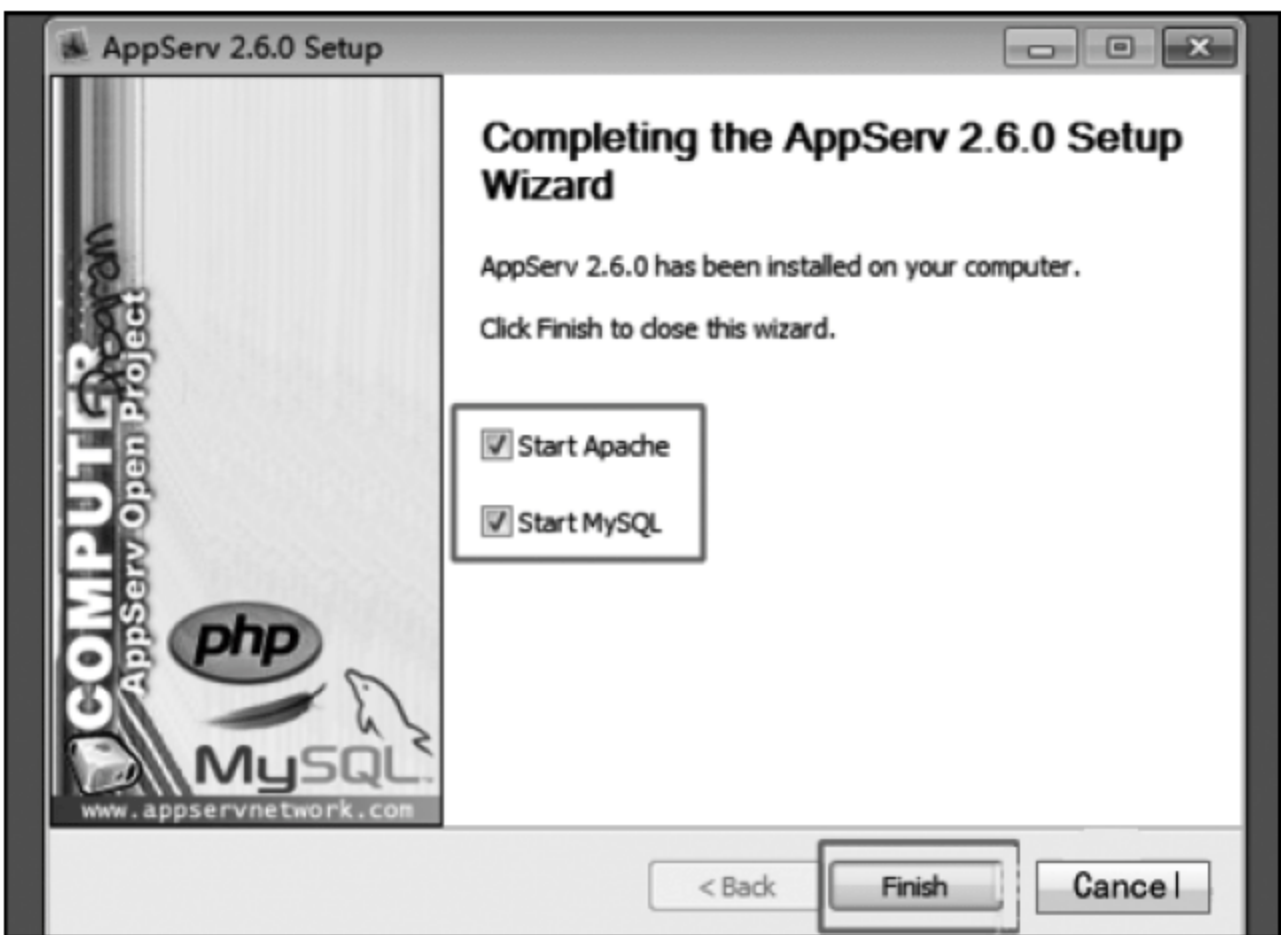 AppServ 2.6.0 Setup
Completing the AppServ 2.6.0 Setup
Wizard
AppServ 2.6.0 has been installed on your computer.
Click Finish to close this wizard.
Start Apache
Start MySQL
COMPUTER
AppServ Open Project
php
MySQL
www.appservnetwork.com
< Back
Finish
Cancel